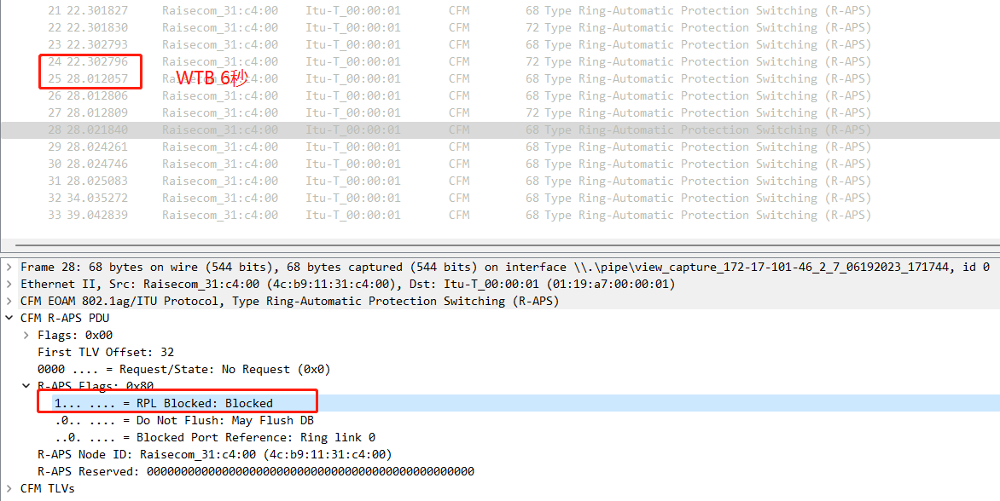 21 22.301827 Raisecom_31:c4:00 Itu-T_00:00:01 CFM 68 Type Ring-Automatic Protection Switching (R-APS)
22 22.301830 Raisecom_31:c4:00 Itu-T_00:00:01 CFM 72 Type Ring-Automatic Protection Switching (R-APS)
23 22.302793 Raisecom_31:c4:00 Itu-T_00:00:01 CFM 68 Type Ring-Automatic Protection Switching (R-APS)
24 22.302796 Raisecom_31:c4:00 Itu-T_00:00:01 CFM 72 Type Ring-Automatic Protection Switching (R-APS)
WTB 6秒
25 28.012057 Raisecom_31:c4:00 Itu-T_00:00:01 CFM 68 Type Ring-Automatic Protection Switching (R-APS)
26 28.012806 Raisecom_31:c4:00 Itu-T_00:00:01 CFM 68 Type Ring-Automatic Protection Switching (R-APS)
27 28.012809 Raisecom_31:c4:00 Itu-T_00:00:01 CFM 72 Type Ring-Automatic Protection Switching (R-APS)
28 28.021840 Raisecom_31:c4:00 Itu-T_00:00:01 CFM 68 Type Ring-Automatic Protection Switching (R-APS)
29 28.024261 Raisecom_31:c4:00 Itu-T_00:00:01 CFM 68 Type Ring-Automatic Protection Switching (R-APS)
30 28.024746 Raisecom_31:c4:00 Itu-T_00:00:01 CFM 68 Type Ring-Automatic Protection Switching (R-APS)
31 28.025083 Raisecom_31:c4:00 Itu-T_00:00:01 CFM 68 Type Ring-Automatic Protection Switching (R-APS)
32 34.035272 Raisecom_31:c4:00 Itu-T_00:00:01 CFM 68 Type Ring-Automatic Protection Switching (R-APS)
33 39.042839 Raisecom_31:c4:00 Itu-T_00:00:01 CFM 68 Type Ring-Automatic Protection Switching (R-APS)
Frame 28: 68 bytes on wire (544 bits), 68 bytes captured (544 bits) on interface \\.\pipe\view_capture_172-17-101-46_2_7_06192023_171744, id 0
Ethernet II, Src: Raisecom_31:c4:00 (4c:b9:11:31:c4:00), Dst: Itu-T_00:00:01 (01:19:a7:00:00:01)
CFM EOAM 802.1ag/ITU Protocol, Type Ring-Automatic Protection Switching (R-APS)
CFM R-APS PDU
Flags: 0x00
First TLV Offset: 32
0000 .... = Request/State: No Request (0x0)
R-APS Flags: 0x80
1... .... = RPL Blocked: Blocked
.0.. .... = Do Not Flush: May Flush DB
..0. .... = Blocked Port Reference: Ring link 0
R-APS Node ID: Raisecom_31:c4:00 (4c:b9:11:31:c4:00)
R-APS Reserved: 000000000000000000000000000000000000000000000000
CFM TLVs